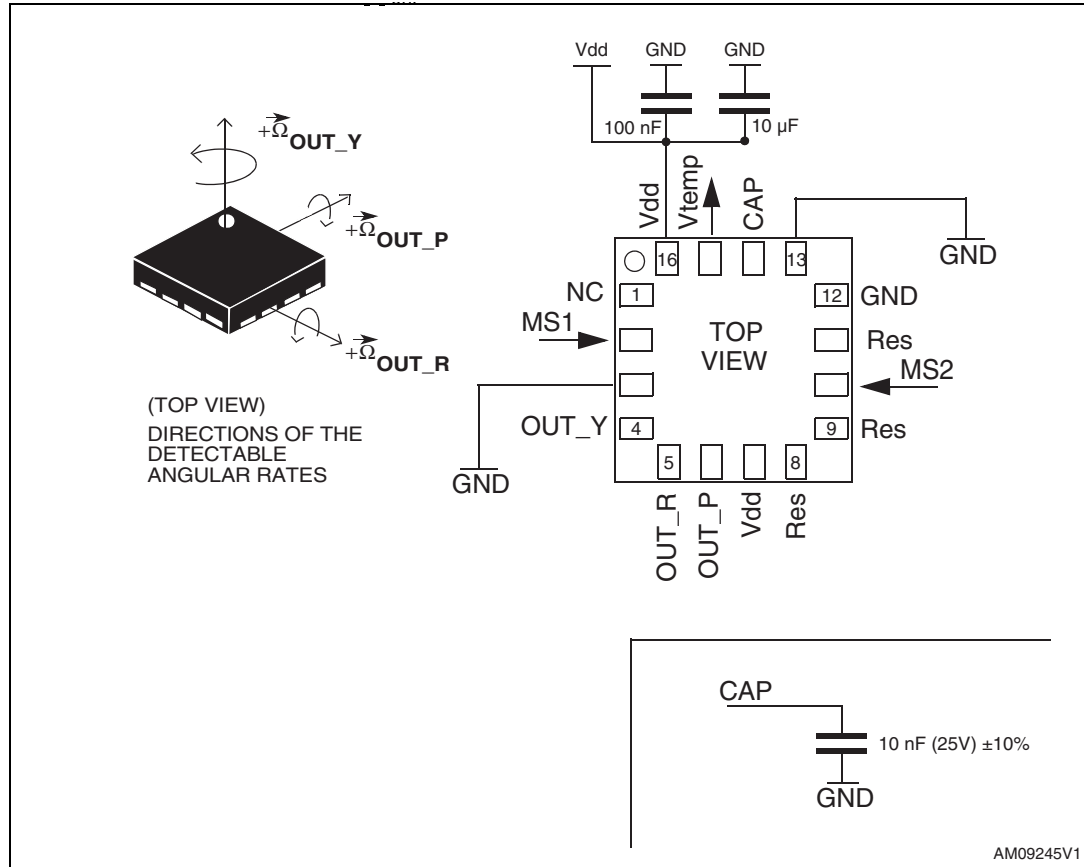 Vdd
GND
GND
100 nF
10 µF
+Ω OUT_Y
+Ω OUT_P
+Ω OUT_R
(TOP VIEW)
DIRECTIONS OF THE
DETECTABLE
ANGULAR RATES
Vdd
Vtemp
CAP
16
13
GND
NC
1
12
GND
MS1
TOP
VIEW
Res
MS2
OUT_Y
4
9
Res
GND
5
8
OUT_R
OUT_P
Vdd
Res
CAP
10 nF (25V) ±10%
GND
AM09245V1